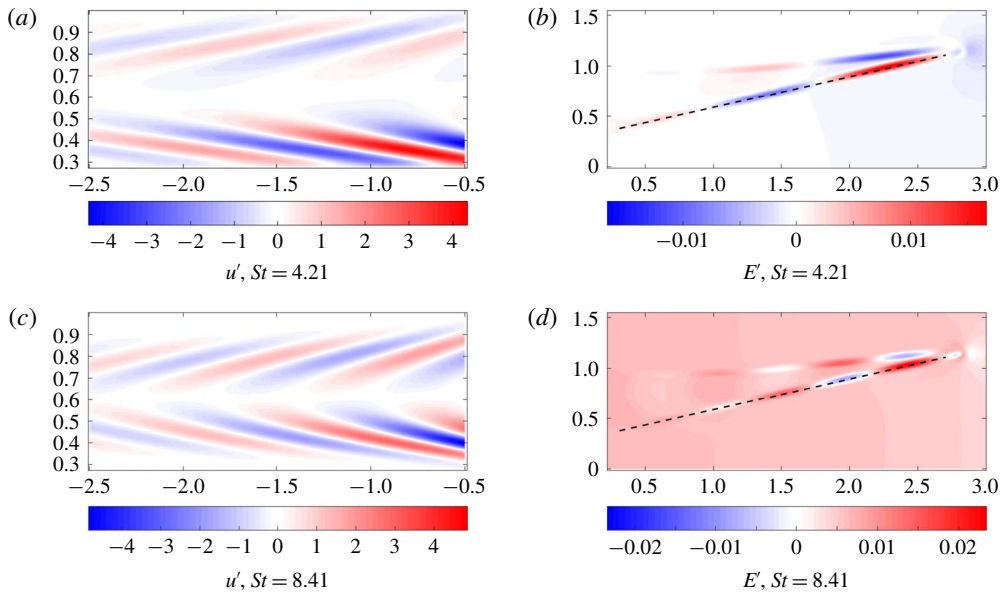 (a)
0.9
0.8
0.7
0.6
0.5
0.4
0.3
−2.5 −2.0 −1.5 −1.0 −0.5
−4 −3 −2 −1 0 1 2 3 4
u′, St = 4.21
(b)
1.5
1.0
0.5
0
0.5 1.0 1.5 2.0 2.5 3.0
−0.01 0 0.01
E′, St = 4.21
(c)
0.9
0.8
0.7
0.6
0.5
0.4
0.3
−2.5 −2.0 −1.5 −1.0 −0.5
−4 −3 −2 −1 0 1 2 3 4
u′, St = 8.41
(d)
1.5
1.0
0.5
0
0.5 1.0 1.5 2.0 2.5 3.0
−0.02 −0.01 0 0.01 0.02
E′, St = 8.41